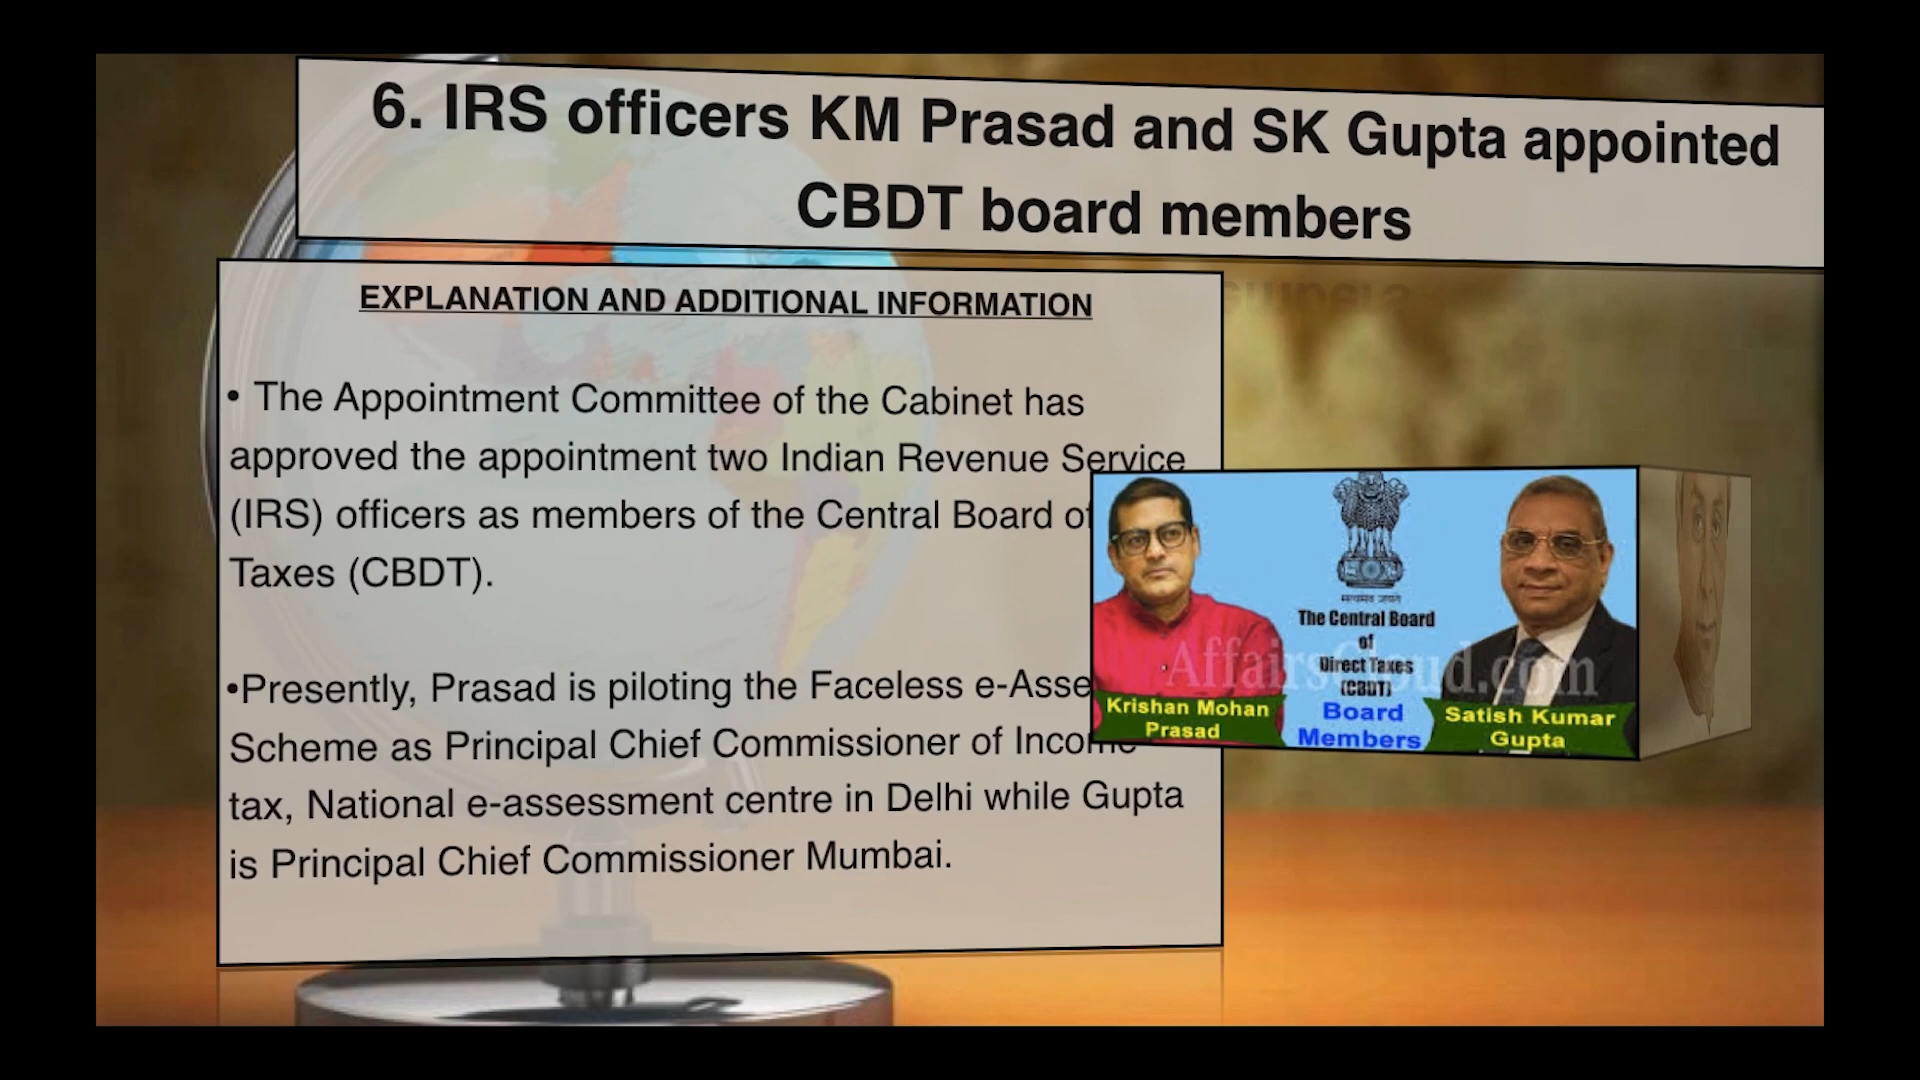 6. IRS officers KM Prasad and SK Gupta appointed
CBDT board members
EXPLANATION AND ADDITIONAL INFORMATION
• The Appointment Committee of the Cabinet has
approved the appointment two Indian Revenue Service
(IRS) officers as members of the Central Board of
Taxes (CBDT).
•Presently, Prasad is piloting the Faceless e-Asse
Scheme as Principal Chief Commissioner of Income
tax, National e-assessment centre in Delhi while Gupta
is Principal Chief Commissioner Mumbai.
सत्यमेव जयते
The Central Board
of
Direct Taxes
(CBDT)
Board
Members
AffairsCloud.com
Krishan Mohan
Prasad
Satish Kumar
Gupta